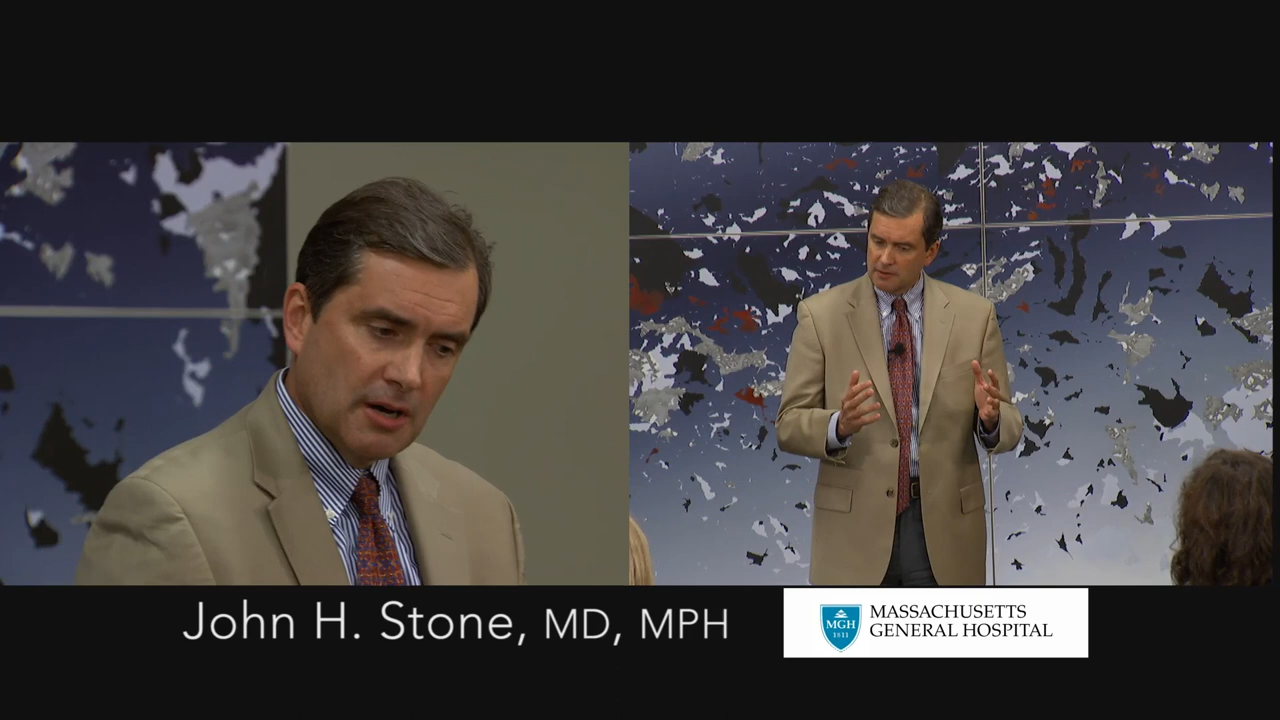 John H. Stone, MD, MPH
MGH
1811
MASSACHUSETTS
GENERAL HOSPITAL